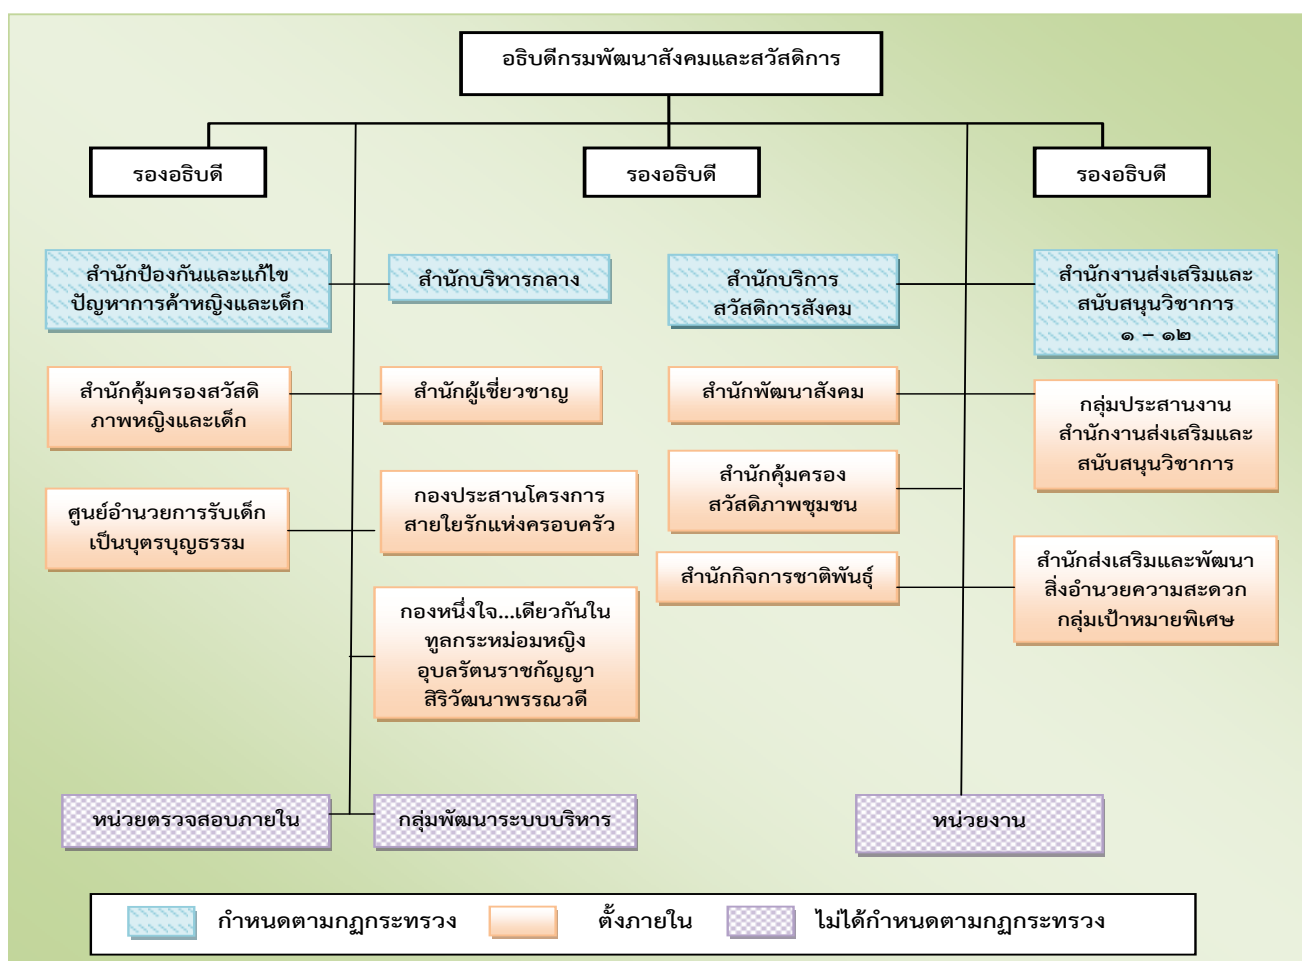 อธิบดีกรมพัฒนาสังคมและสวัสดิการ
รองอธิบดี
รองอธิบดี
รองอธิบดี
สำนักป้องกันและแก้ไข
ปัญหาการค้าหญิงและเด็ก
สำนักบริหารกลาง
สำนักบริการ
สวัสดิการสังคม
สำนักงานส่งเสริมและ
สนับสนุนวิชาการ
๑ – ๑๒
สำนักคุ้มครองสวัสดิ
ภาพหญิงและเด็ก
สำนักผู้เชี่ยวชาญ
สำนักพัฒนาสังคม
กลุ่มประสานงาน
สำนักงานส่งเสริมและ
สนับสนุนวิชาการ
ศูนย์อำนวยการรับเด็ก
เป็นบุตรบุญธรรม
กองประสานโครงการ
สายใยรักแห่งครอบครัว
สำนักคุ้มครอง
สวัสดิภาพชุมชน
สำนักกิจการชาติพันธุ์
สำนักส่งเสริมและพัฒนา
สิ่งอำนวยความสะดวก
กลุ่มเป้าหมายพิเศษ
กองหนึ่งใจ...เดียวกันใน
ทูลกระหม่อมหญิง
อุบลรัตนราชกัญญา
สิริวัฒนาพรรณวดี
หน่วยตรวจสอบภายใน
กลุ่มพัฒนาระบบบริหาร
หน่วยงาน
กำหนดตามกฎกระทรวง
ตั้งภายใน
ไม่ได้กำหนดตามกฎกระทรวง